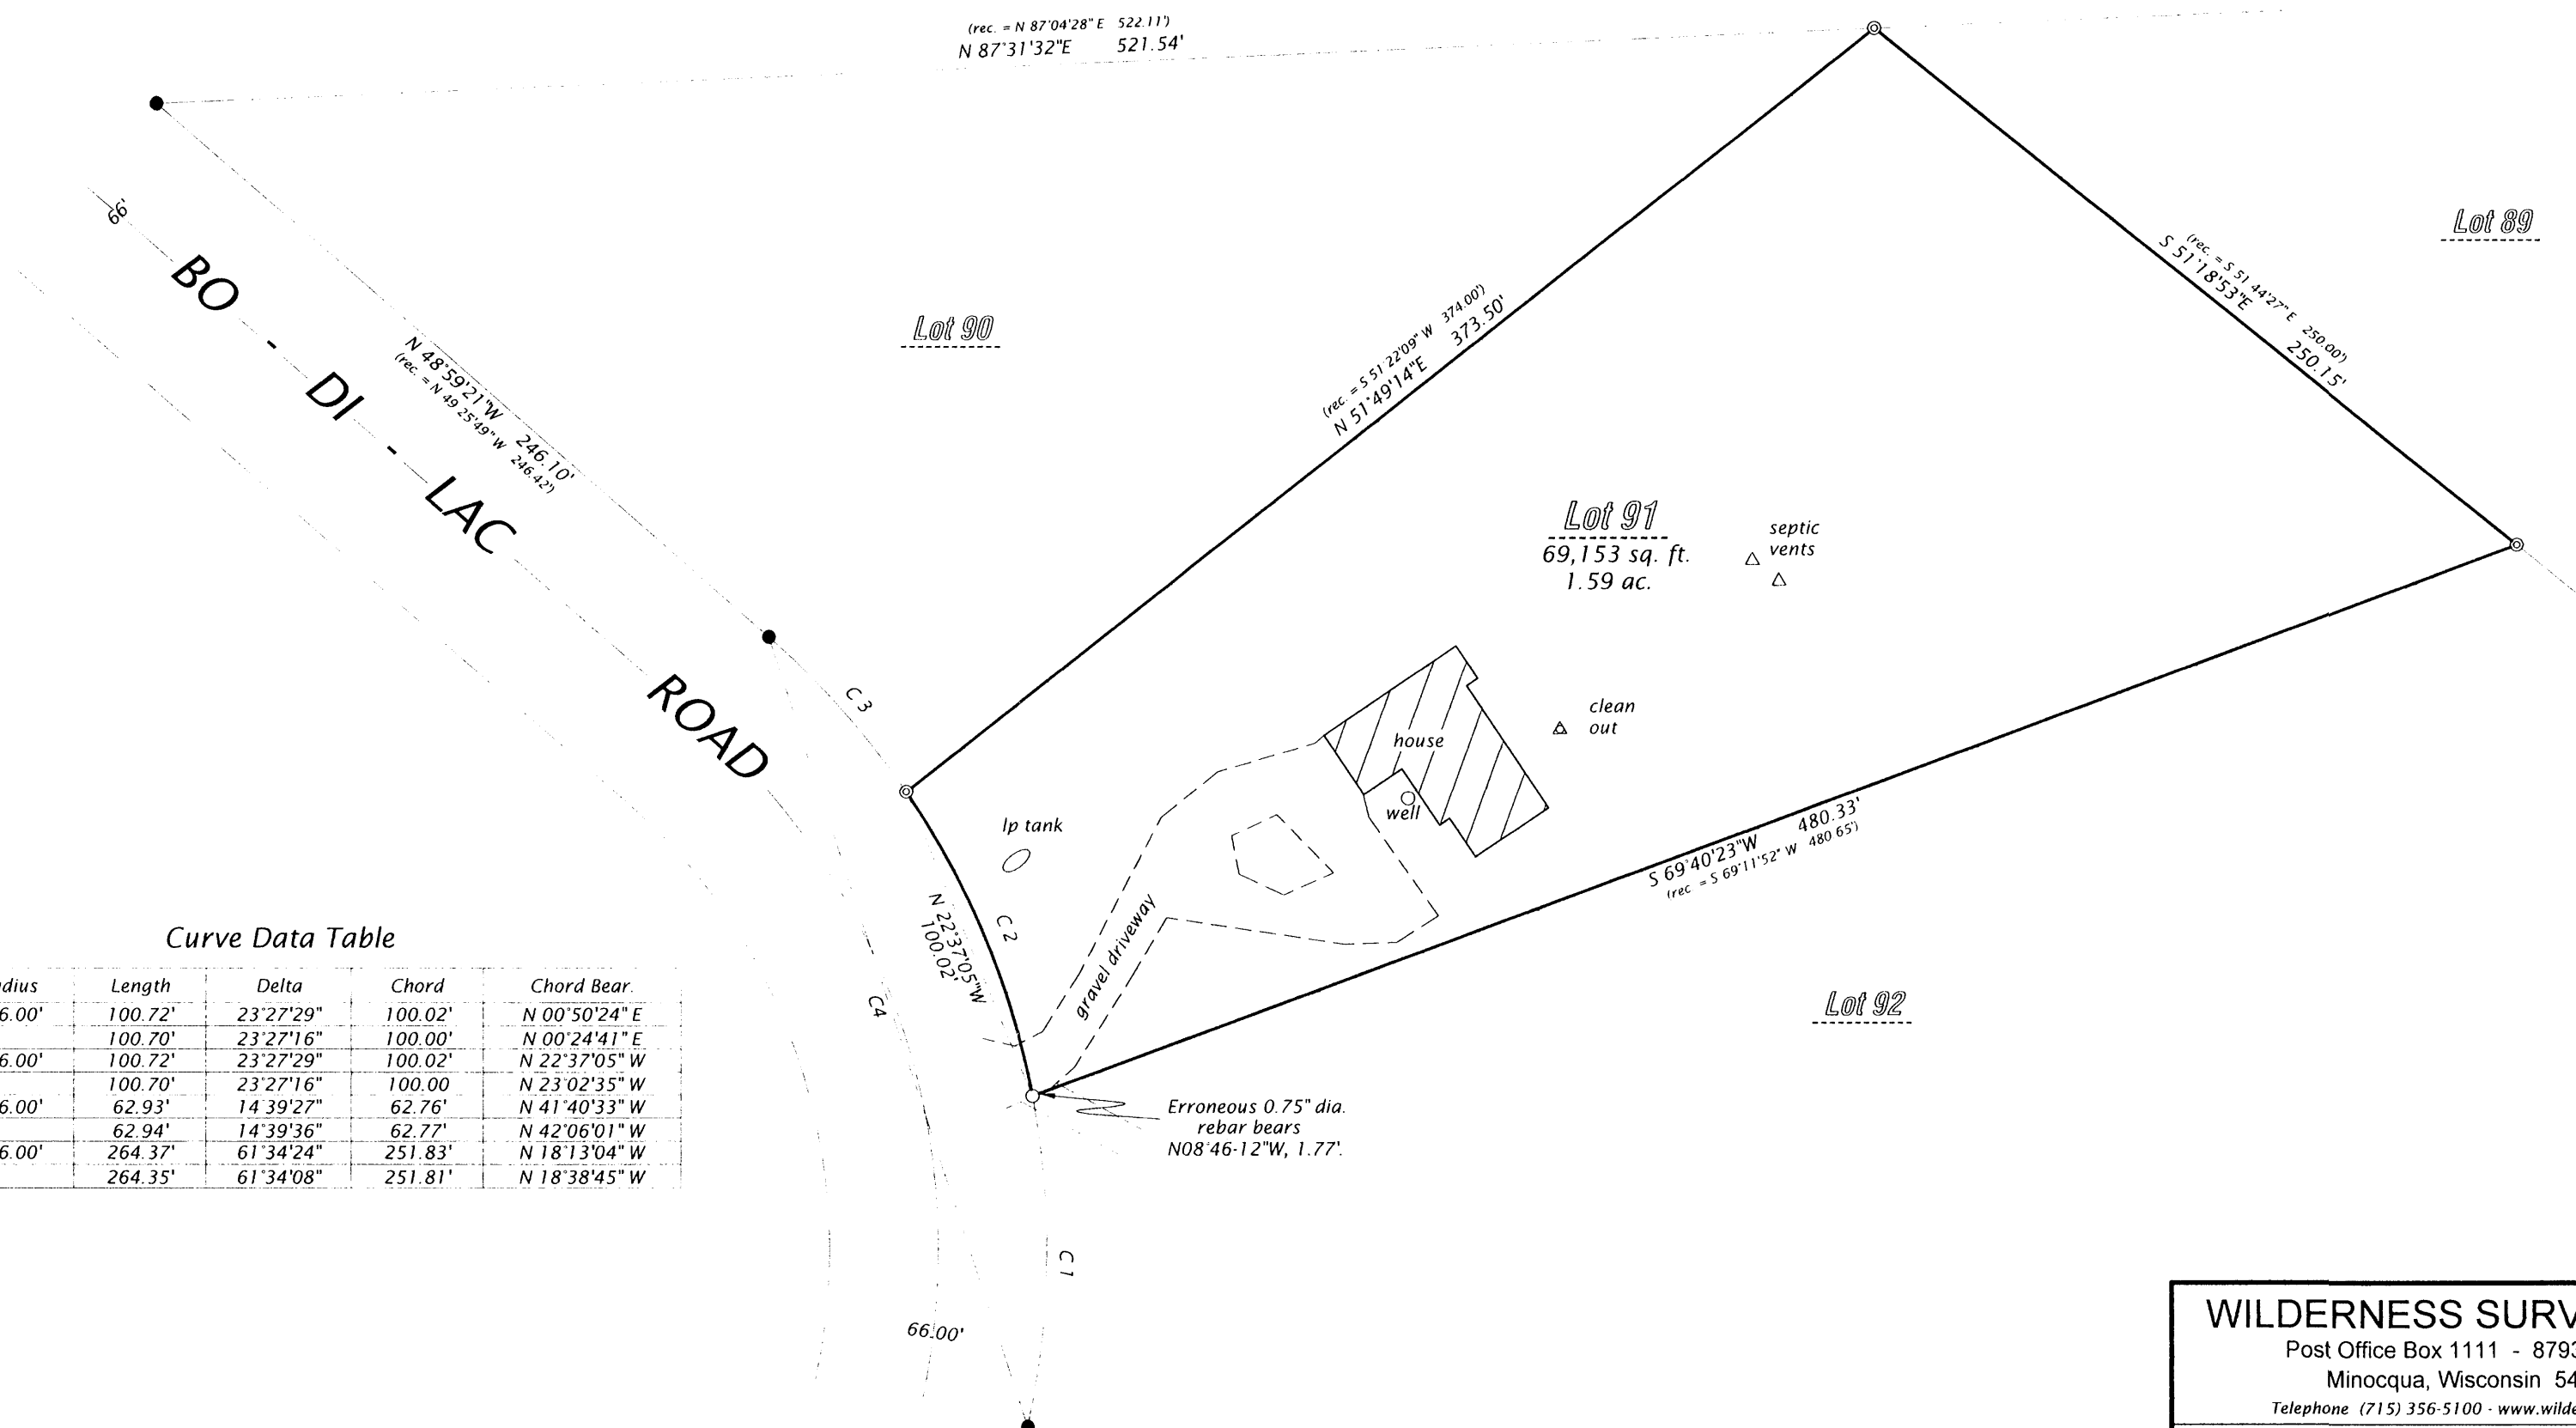 (rec. = N 87°04'28" E 522.11')
N 87°31'32"E 521.54'
66'
BO - DI - LAC ROAD
N 48°59'21"W 246.10'
(rec. = N 49 25'49" W 246.42')
Lot 90
(rec. = S 51°22'09" W 374.00')
N 51°49'14"E 373.50'
Lot 89
(rec. = S 51 44'27" E 250.00')
S 51°18'53"E 250.15'
Lot 91
69,153 sq. ft.
1.59 ac.
septic
vents
C 3
clean
out
house
well
lp tank
S 69°40'23"W 480.33'
(rec = S 69°11'52" W 480 65')
C 2
N 22°37'05"W
100.02'
gravel driveway
C4
Lot 92
Erroneous 0.75" dia.
rebar bears
N08°46-12"W, 1.77'.
C 1
66.00'
Curve Data Table
dius Length Delta Chord Chord Bear.
6.00' 100.72' 23°27'29" 100.02' N 00°50'24" E
100.70' 23°27'16" 100.00' N 00°24'41" E
6.00' 100.72' 23°27'29" 100.02' N 22°37'05" W
100.70' 23°27'16" 100.00 N 23°02'35" W
6.00' 62.93' 14°39'27" 62.76' N 41°40'33" W
62.94' 14°39'36" 62.77' N 42°06'01" W
6.00' 264.37' 61°34'24" 251.83' N 18°13'04" W
264.35' 61°34'08" 251.81' N 18°38'45" W
WILDERNESS SURV
Post Office Box 1111 - 8793
Minocqua, Wisconsin 54
Telephone (715) 356-5100 - www.wilde